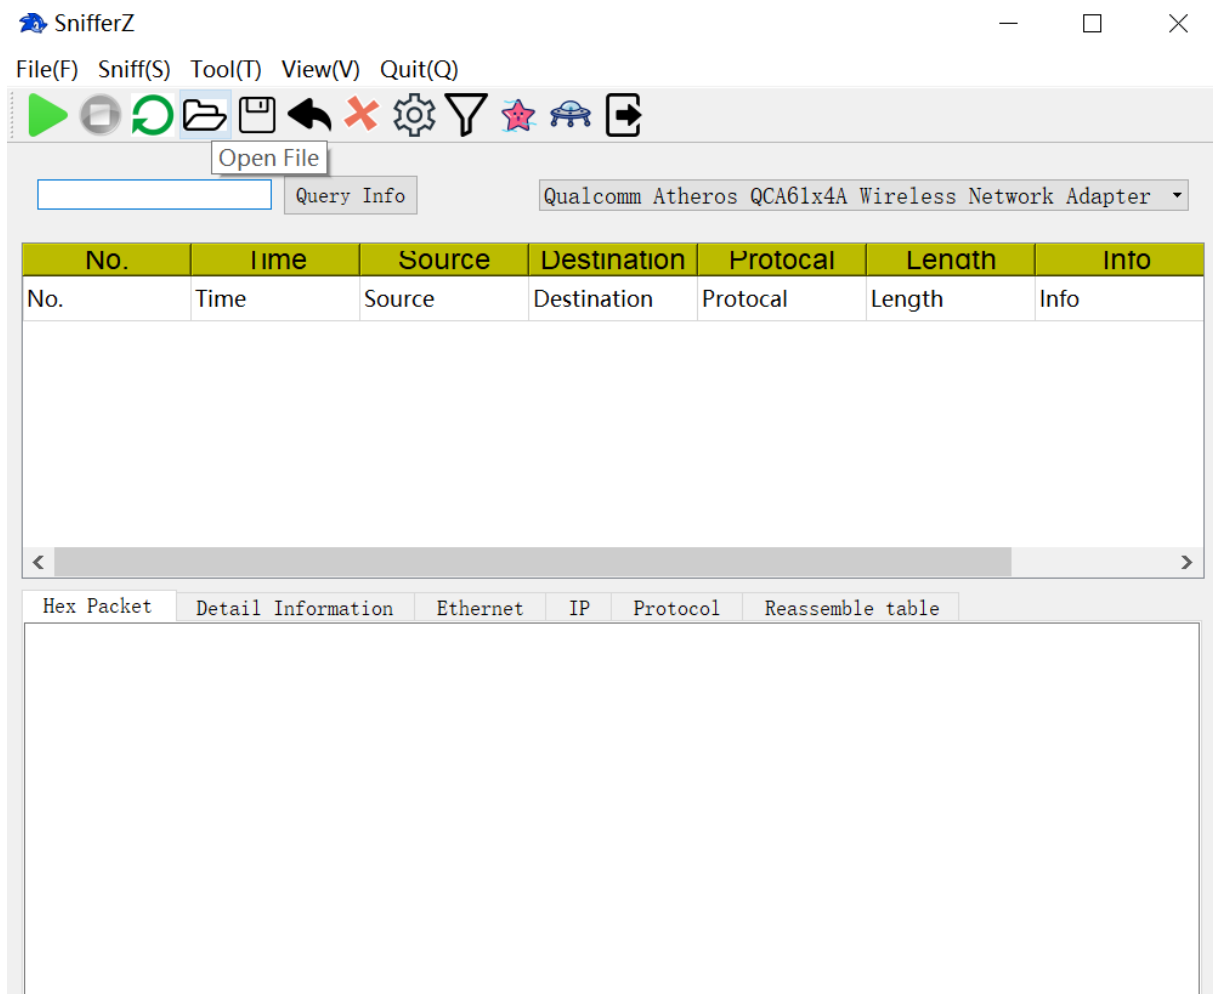 SnifferZ
File(F) Sniff(S) Tool(T) View(V) Quit(Q)
Open File
Query Info
Qualcomm Atheros QCA61x4A Wireless Network Adapter
No. Time Source Destination Protocal Length Info
No. Time Source Destination Protocal Length Info
Hex Packet Detail Information Ethernet IP Protocol Reassemble table